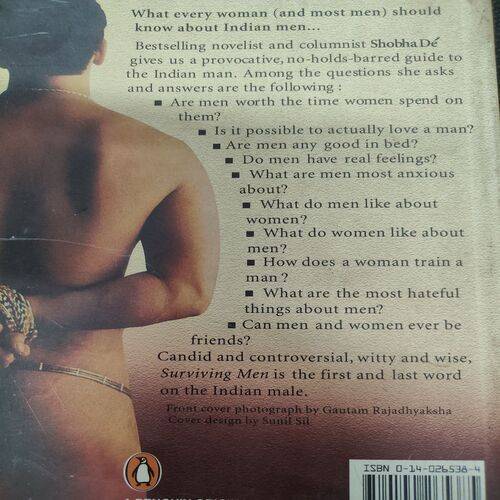 What every woman (and most men) should
know about Indian men...
Bestselling novelist and columnist Shobha Dé
gives us a provocative, no-holds-barred guide to
the Indian man. Among the questions she asks
and answers are the following :
■ Are men worth the time women spend on
them?
■ Is it possible to actually love a man?
■ Are men any good in bed?
■ Do men have real feelings?
■ What are men most anxious
about?
■ What do men like about
women?
■ What do women like about
men?
■ How does a woman train a
man ?
■ What are the most hateful
things about men?
■ Can men and women ever be
friends?
Candid and controversial, witty and wise,
Surviving Men is the first and last word
on the Indian male.
Front cover photograph by Gautam Rajadhyaksha
Cover design by Sunil Sil
ISBN 0-14-026538-4